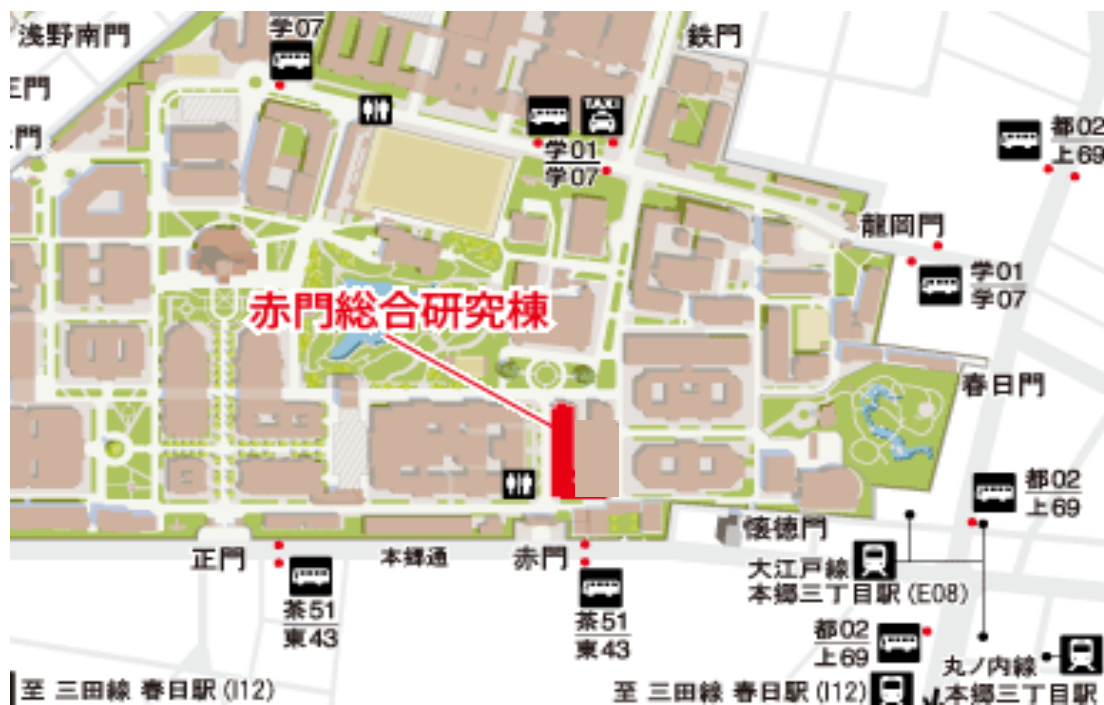 学07
浅野南門
鉄門
正門
門
TAXI
学01
学07
都02
上69
龍岡門
学01
学07
赤門総合研究棟
春日門
都02
上69
懐徳門
正門
本郷通
赤門
大江戸線
本郷三丁目駅(E08)
茶51
東43
茶51
東43
都02
上69
丸ノ内線
本郷三丁目駅
至 三田線 春日駅(I12)
至 三田線 春日駅(I12)